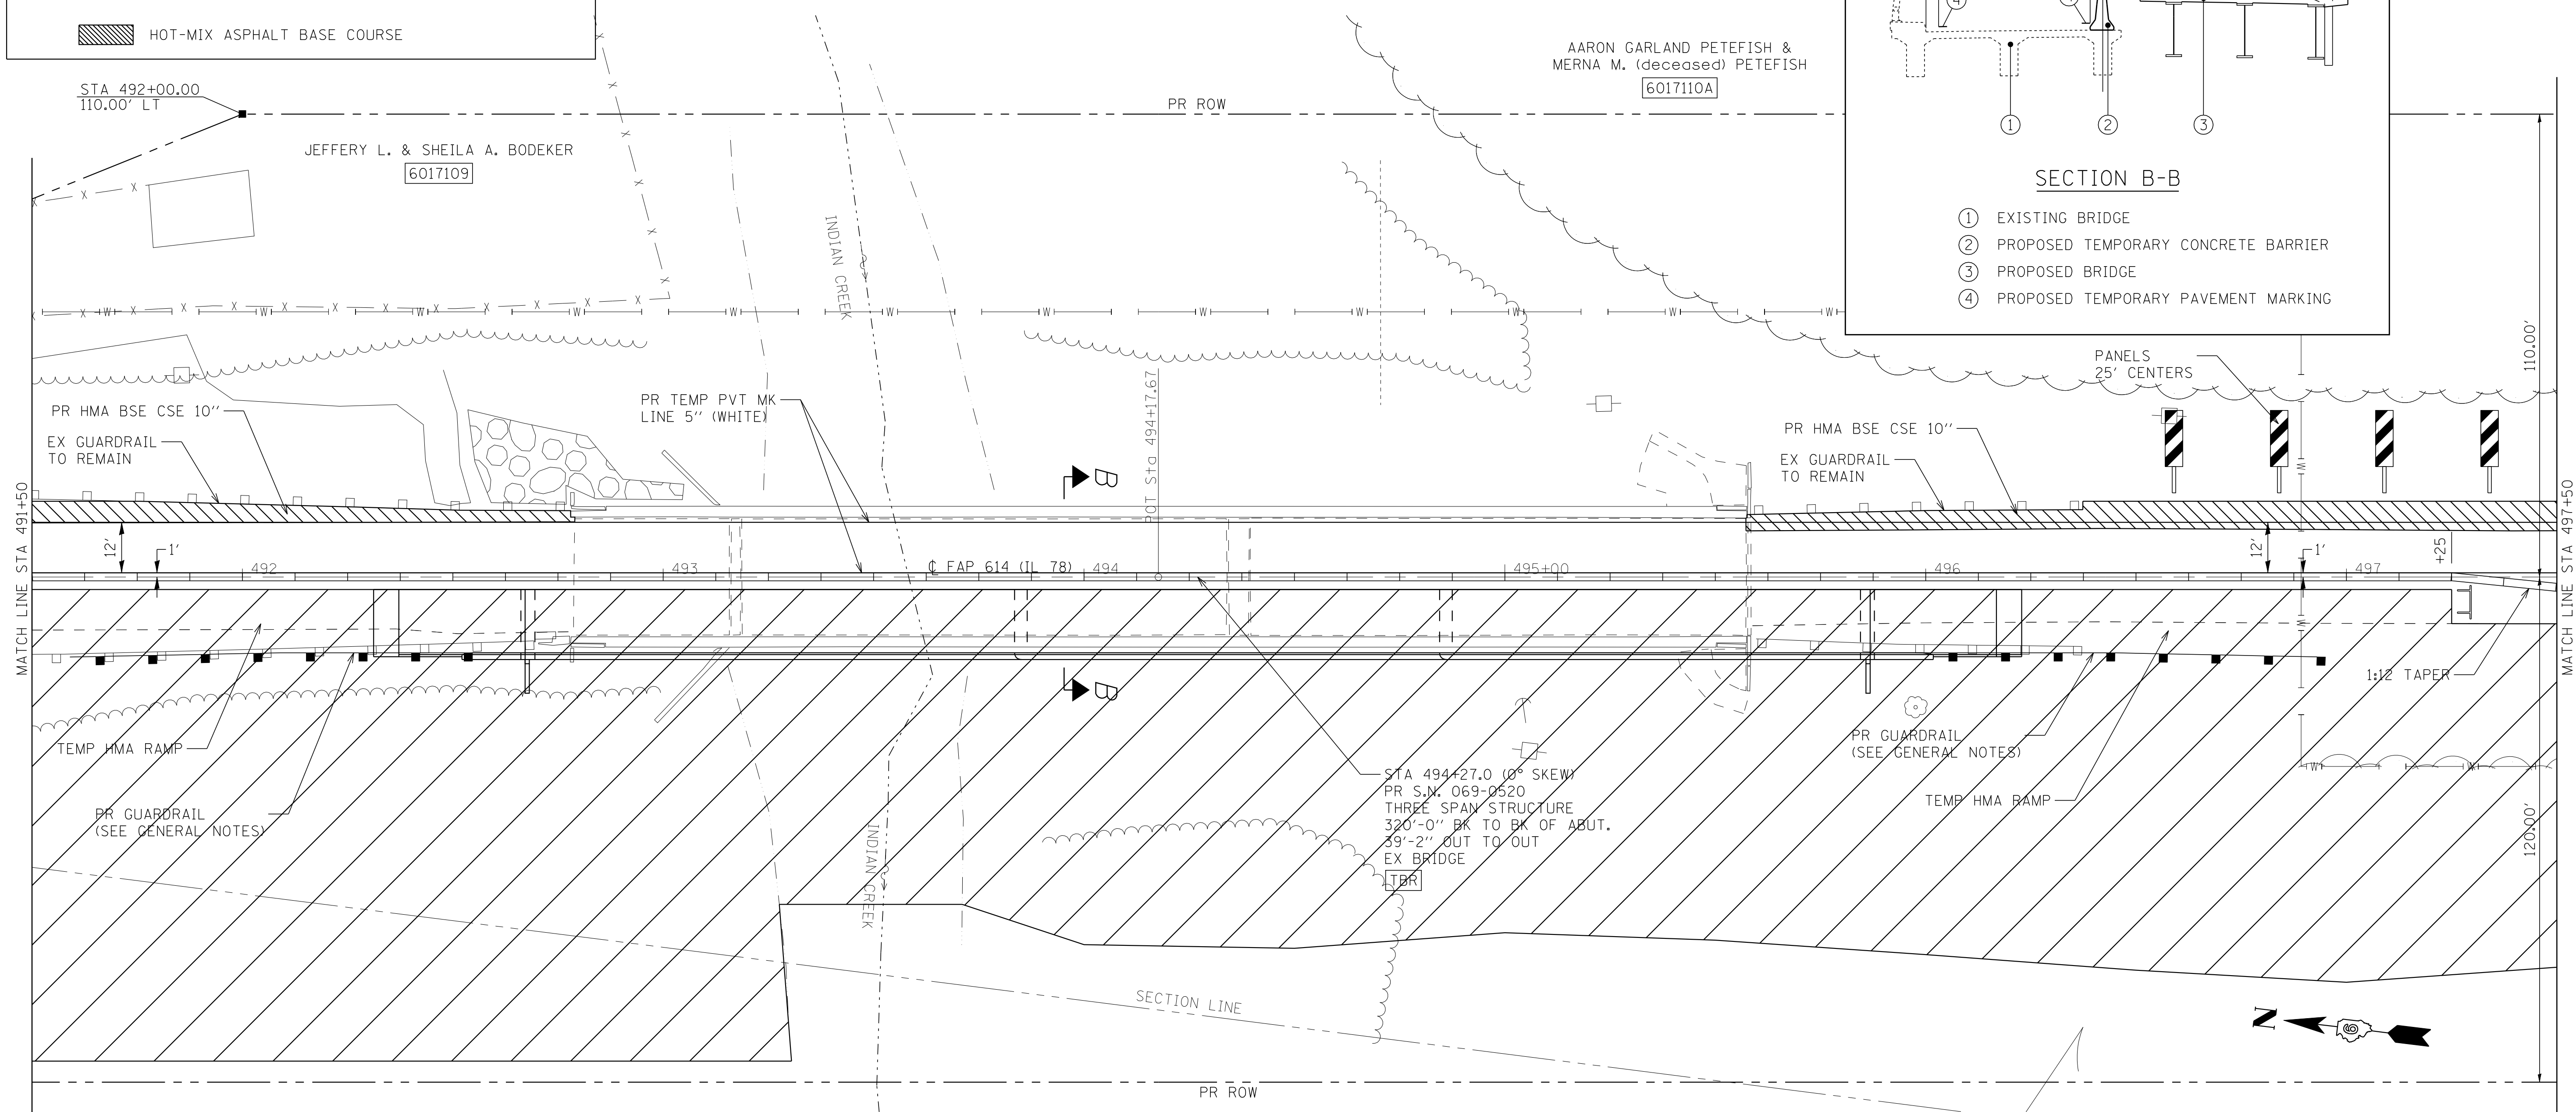 HOT-MIX ASPHALT BASE COURSE
STA 492+00.00
110.00' LT
JEFFERY L. & SHEILA A. BODEKER
6017109
PR ROW
AARON GARLAND PETEFISH &
MERNA M. (deceased) PETEFISH
6017110A
4
1
2
3
SECTION B-B
1 EXISTING BRIDGE
2 PROPOSED TEMPORARY CONCRETE BARRIER
3 PROPOSED BRIDGE
4 PROPOSED TEMPORARY PAVEMENT MARKING
INDIAN CREEK
X X X X X X X X
X X X X X X X X X X X X X
W W W W W W W W W W W W
110.00'
PANELS
25' CENTERS
PR HMA BSE CSE 10''
EX GUARDRAIL
TO REMAIN
PR TEMP PVT MK
LINE 5'' (WHITE)
POT Sta 494+17.67
B
PR HMA BSE CSE 10''
EX GUARDRAIL
TO REMAIN
W
MATCH LINE STA 491+50
12'
1'
492
493
℄ FAP 614 (IL 78)
494
495+00
496
12'
1'
497
+25
MATCH LINE STA 497+50
W
B
1:12 TAPER
TEMP HMA RAMP
PR GUARDRAIL
(SEE GENERAL NOTES)
PR GUARDRAIL
(SEE GENERAL NOTES)
TEMP HMA RAMP
W W
STA 494+27.0 (0° SKEW)
PR S.N. 069-0520
THREE SPAN STRUCTURE
320'-0'' BK TO BK OF ABUT.
39'-2'' OUT TO OUT
EX BRIDGE
TBR
120.00'
INDIAN CREEK
SECTION LINE
N
6
PR ROW